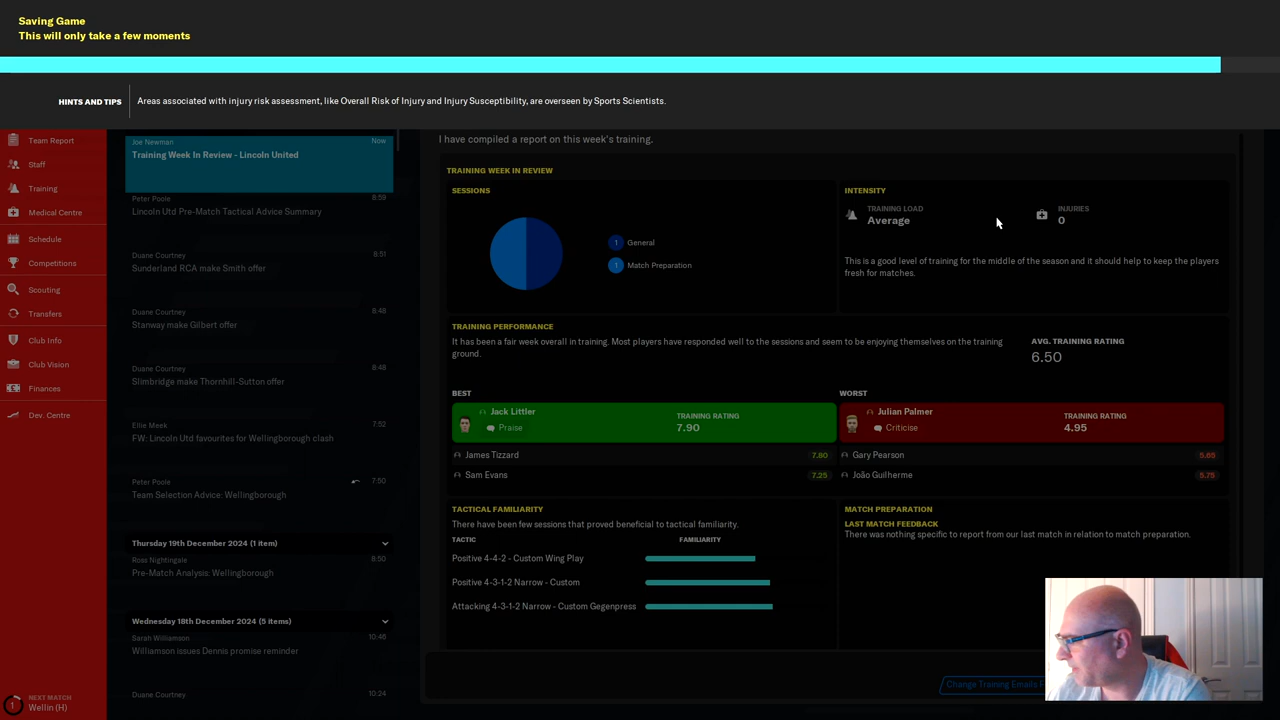 Saving Game
This will only take a few moments
HINTS AND TIPS
Areas associated with injury risk assessment, like Overall Risk of Injury and Injury Susceptibility, are overseen by Sports Scientists.
Team Report
Staff
Training
Medical Centre
Schedule
Competitions
Scouting
Transfers
Club Info
Club Vision
Finances
Dev. Centre
1
NEXT MATCH
Wellin (H)
Joe Newman
Now
Training Week In Review - Lincoln United
Peter Poole
8:59
Lincoln Utd Pre-Match Tactical Advice Summary
Duane Courtney
8:51
Sunderland RCA make Smith offer
Duane Courtney
8:48
Stanway make Gilbert offer
Duane Courtney
8:48
Slimbridge make Thornhill-Sutton offer
Ellie Meek
7:52
FW: Lincoln Utd favourites for Wellingborough clash
Peter Poole
7:50
Team Selection Advice: Wellingborough
Thursday 19th December 2024 (1 item)
Ross Nightingale
8:50
Pre-Match Analysis: Wellingborough
Wednesday 18th December 2024 (5 items)
Sarah Williamson
10:46
Williamson issues Dennis promise reminder
Duane Courtney
10:24
I have compiled a report on this week's training.
TRAINING WEEK IN REVIEW
SESSIONS
1 General
1 Match Preparation
INTENSITY
TRAINING LOAD
Average
INJURIES
0
This is a good level of training for the middle of the season and it should help to keep the players
fresh for matches.
TRAINING PERFORMANCE
It has been a fair week overall in training. Most players have responded well to the sessions and seem to be enjoying themselves on the training
ground.
AVG. TRAINING RATING
6.50
BEST
Jack Littler
Praise
TRAINING RATING
7.90
James Tizzard
7.80
Sam Evans
7.25
WORST
Julian Palmer
Criticise
TRAINING RATING
4.95
Gary Pearson
5.65
João Guilherme
5.75
TACTICAL FAMILIARITY
There have been few sessions that proved beneficial to tactical familiarity.
TACTIC
FAMILIARITY
Positive 4-4-2 - Custom Wing Play
Positive 4-3-1-2 Narrow - Custom
Attacking 4-3-1-2 Narrow - Custom Gegenpress
MATCH PREPARATION
LAST MATCH FEEDBACK
There was nothing specific to report from our last match in relation to match preparation.
Change Training Emails